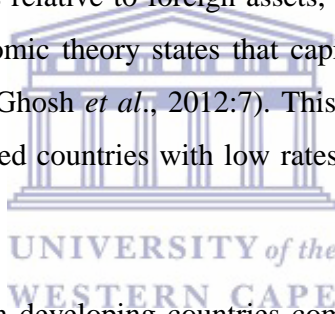 relative to foreign assets,
omic theory states that capi
Ghosh et al., 2012:7). This
ed countries with low rates
UNIVERSITY of the
developing countries con
WESTERN CAPE